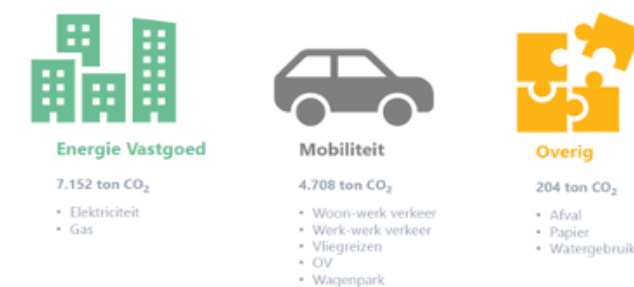 Energie Vastgoed
7.152 ton CO₂
• Elektriciteit
• Gas
Mobiliteit
4.708 ton CO₂
• Woon-werk verkeer
• Werk-werk verkeer
• Vliegreizen
• OV
• Wagenpark
Overig
204 ton CO₂
• Afval
• Papier
• Watergebruik